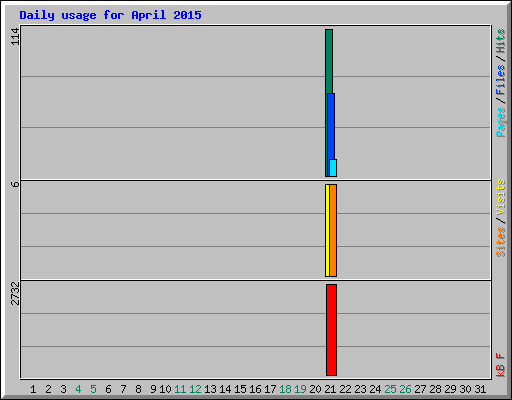 Daily usage for April 2015
114
Pages / Files / Hits
6
Sites / Visits
2732
kB F
1 2 3 4 5 6 7 8 9 10 11 12 13 14 15 16 17 18 19 20 21 22 23 24 25 26 27 28 29 30 31